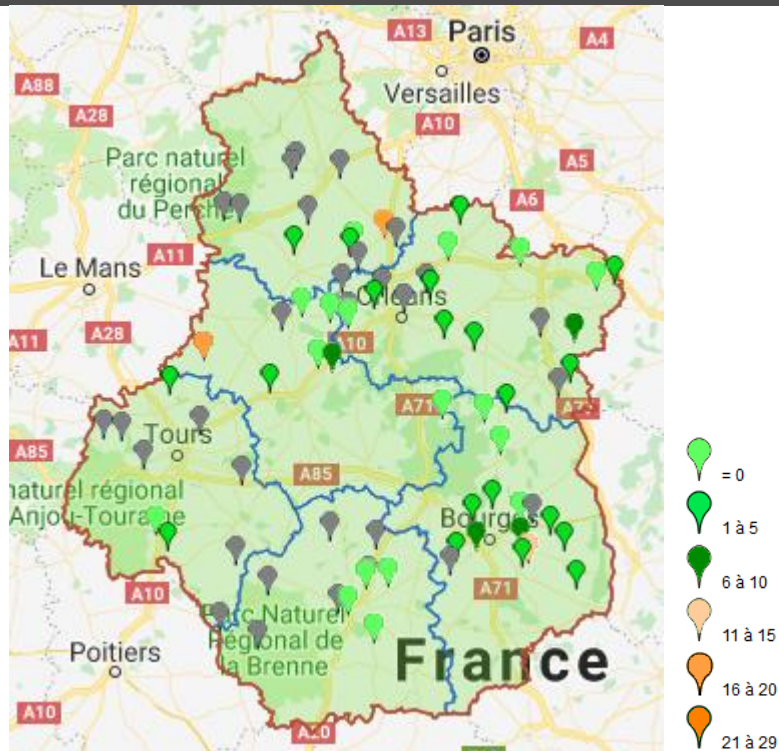 A13
Paris
A4
Versailles
A88
A28
A10
A5
Parc naturel
régional
du Perche
A6
A11
Le Mans
Orléans
A28
A11
A10
A71
A77
Tours
A85
A85
naturel régional
Anjou-Touraine
Bourges
A10
A71
Parc Naturel
Régional de
la Brenne
Poitiers
France
A10
A20
= 0
1 à 5
6 à 10
11 à 15
16 à 20
21 à 29